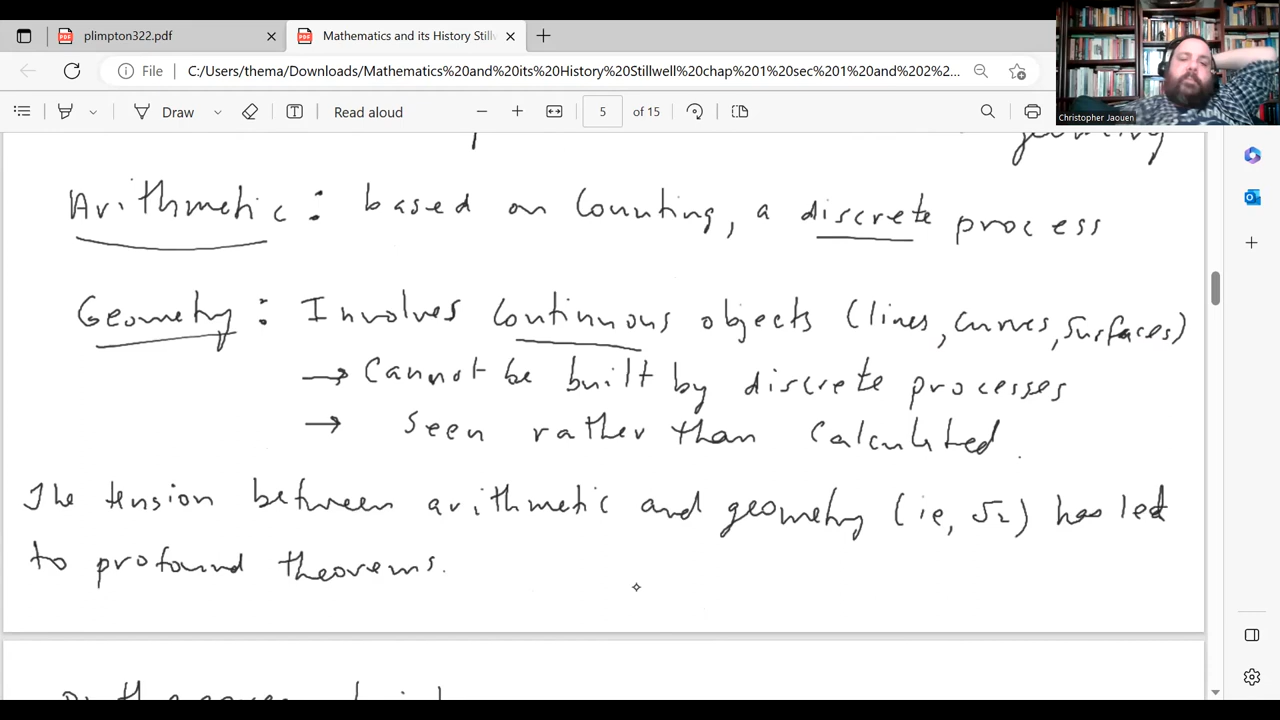 plimpton322.pdf
Mathematics and its History Stillw
File
C:/Users/thema/Downloads/Mathematics%20and%20its%20History%20Stillwell%20chap%201%20sec%201%20and%202%2...
Draw
Read aloud
5
of 15
Christopher Jaouen
geometry
Arithmetic : based on counting, a discrete process
Geometry : Involves continuous objects (lines, curves, surfaces)
→ Cannot be built by discrete processes
→ Seen rather than calculated.
The tension between arithmetic and geometry (ie, √2) has led
to profound theorems.